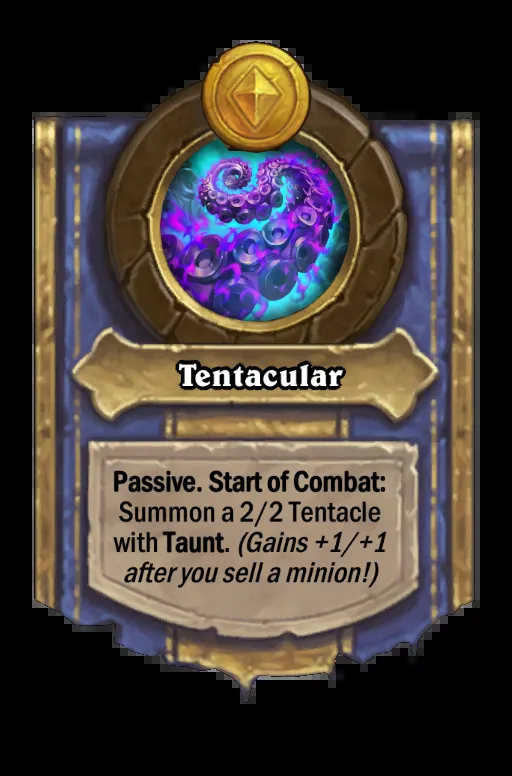 Tentacular
Passive. Start of Combat:
Summon a 2/2 Tentacle
with Taunt. (Gains +1/+1
after you sell a minion!)